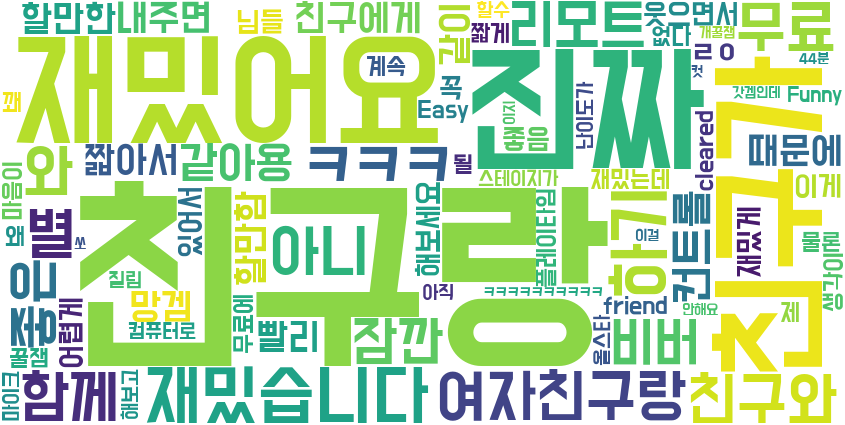 할만한
내주면
님들
친구에게
같이
할수
짧게
리모트
웃으면서
없다
ㄹㅇ
무료
개꿀잼
44분
재밌어요
계속
꼭
Easy
이지
좋음
진짜
난이도가
컷
갓겜인데
Funny
친구가
꽤
와
짧아서
같아용
ㅋㅋㅋ
될
스테이지가
재밌는데
cleared
때문에
이게
마음이
왜
별
쏘
있어서
할만함
친구랑
아니
해보세요
플레이타임
하기
이걸
컨트롤
재밌게
물론
생각이
좋은
질림
망겜
아직
ㅋㅋㅋㅋㅋㅋㅋㅋㅋㅋ
friend
안해요
제
어렵게
컴퓨터로
무료에
빨리
잠깐
올스타
비버
꿀잼
마이크
함께
해보고
재밌습니다
여자친구랑
친구와